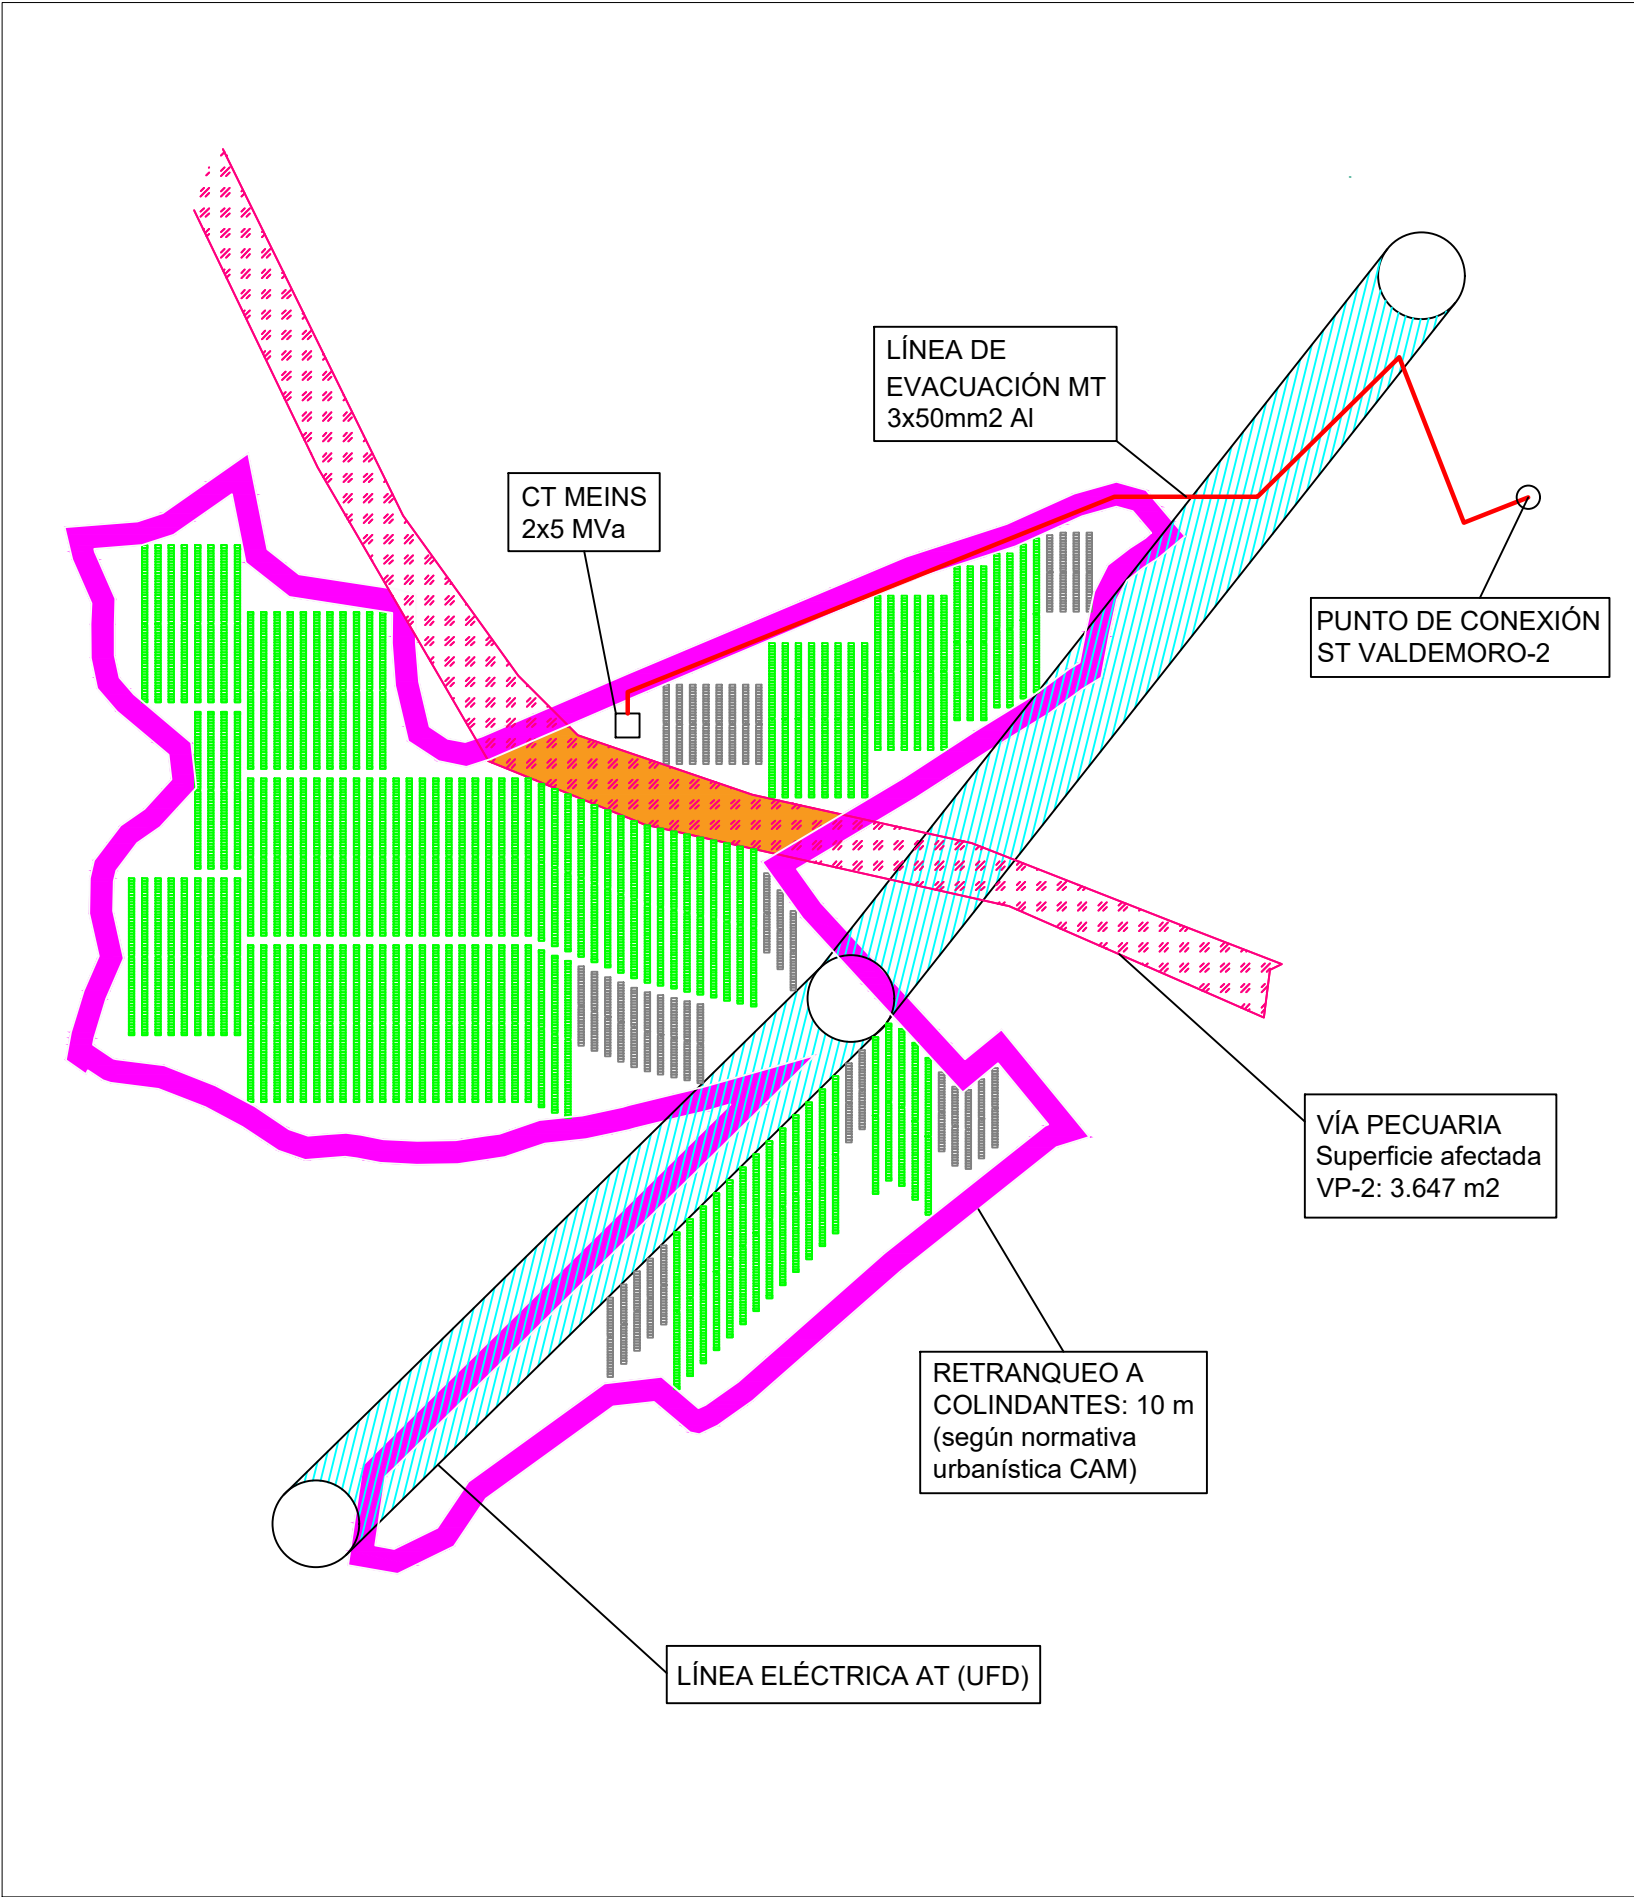 LÍNEA DE
EVACUACIÓN MT
3x50mm2 Al
CT MEINS
2x5 MVa
PUNTO DE CONEXIÓN
ST VALDEMORO-2
VÍA PECUARIA
Superficie afectada
VP-2: 3.647 m2
RETRANQUEO A
COLINDANTES: 10 m
(según normativa
urbanística CAM)
LÍNEA ELÉCTRICA AT (UFD)